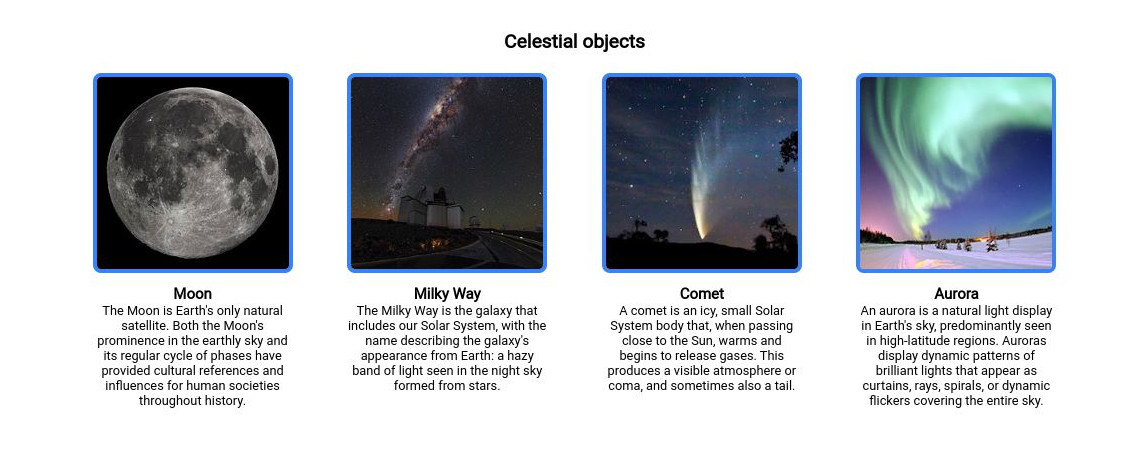 Celestial objects
Moon
The Moon is Earth's only natural
satellite. Both the Moon's
prominence in the earthly sky and
its regular cycle of phases have
provided cultural references and
influences for human societies
throughout history.
Milky Way
The Milky Way is the galaxy that
includes our Solar System, with the
name describing the galaxy's
appearance from Earth: a hazy
band of light seen in the night sky
formed from stars.
Comet
A comet is an icy, small Solar
System body that, when passing
close to the Sun, warms and
begins to release gases. This
produces a visible atmosphere or
coma, and sometimes also a tail.
Aurora
An aurora is a natural light display
in Earth's sky, predominantly seen
in high-latitude regions. Auroras
display dynamic patterns of
brilliant lights that appear as
curtains, rays, spirals, or dynamic
flickers covering the entire sky.